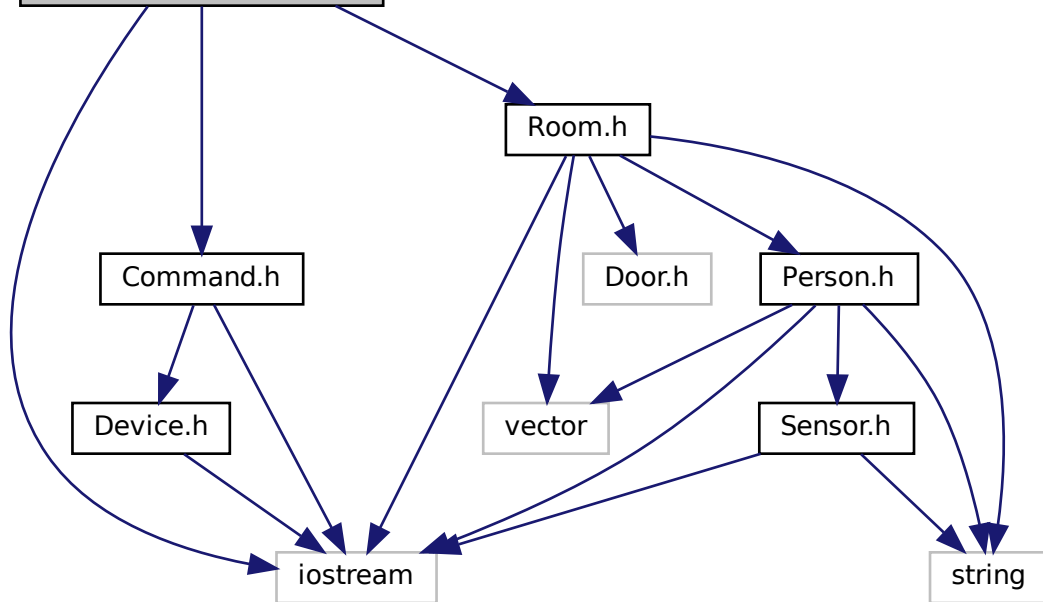 Room.h
Command.h
Door.h
Person.h
Device.h
vector
Sensor.h
iostream
string